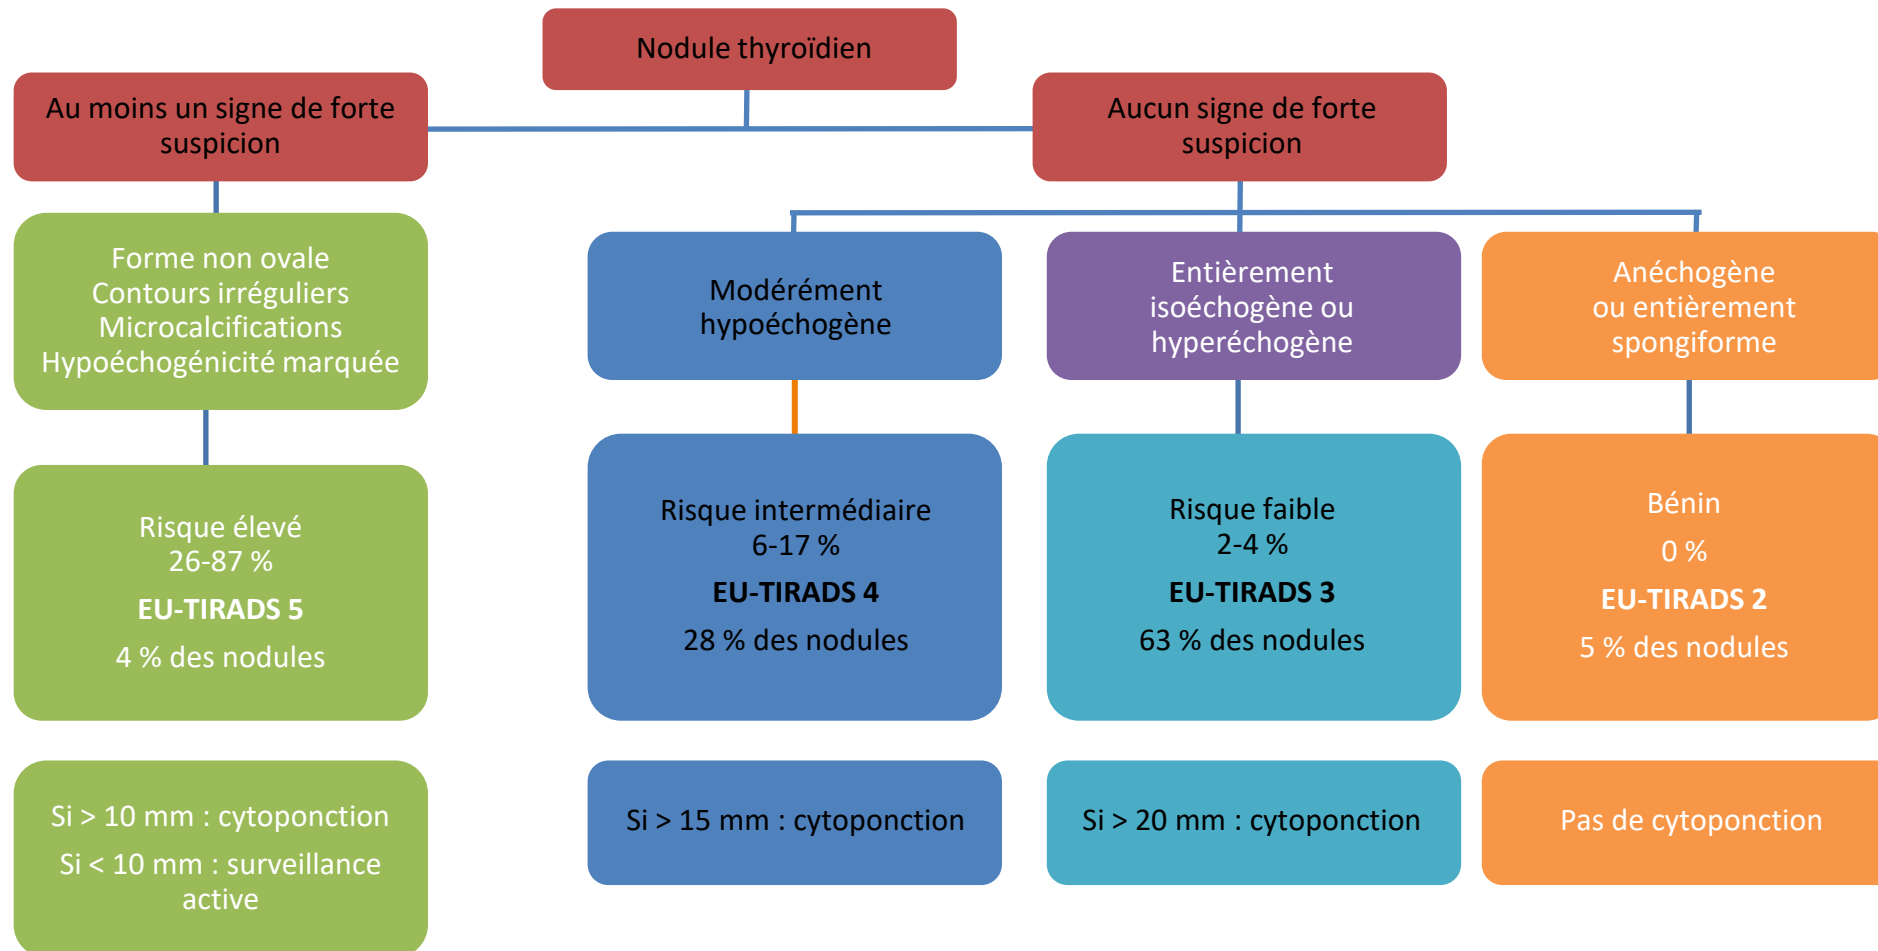 Nodule thyroïdien
Au moins un signe de forte
suspicion
Aucun signe de forte
suspicion
Forme non ovale
Contours irréguliers
Microcalcifications
Hypoéchogénicité marquée
Modérément
hypoéchogène
Entièrement
isoéchogène ou
hyperéchogène
Anéchogène
ou entièrement
spongiforme
Risque élevé
26-87 %
EU-TIRADS 5
4 % des nodules
Risque intermédiaire
6-17 %
EU-TIRADS 4
28 % des nodules
Risque faible
2-4 %
EU-TIRADS 3
63 % des nodules
Bénin
0 %
EU-TIRADS 2
5 % des nodules
Si > 10 mm : cytoponction
Si < 10 mm : surveillance
active
Si > 15 mm : cytoponction
Si > 20 mm : cytoponction
Pas de cytoponction